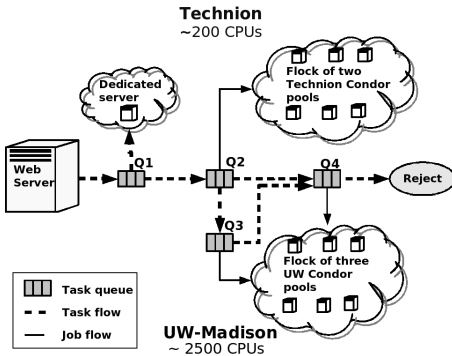 Technion
~200 CPUs
Dedicated
server
Flock of two
Technion Condor
pools
Web
Server
Q1
Q2
Q4
Reject
Q3
Flock of three
UW Condor
pools
Task queue
Task flow
Job flow
UW-Madison
~ 2500 CPUs